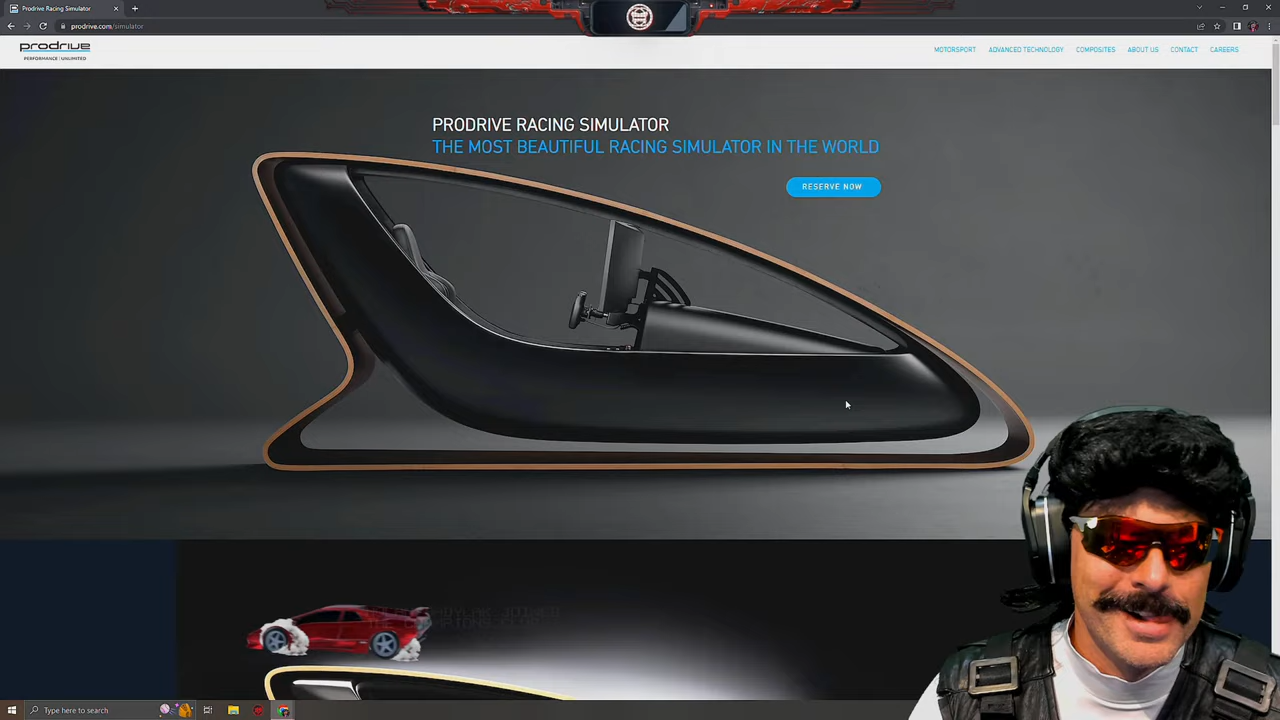 Prodrive Racing Simulator
prodrive.com/simulator
prodrive
PERFORMANCE | UNLIMITED
MOTORSPORT
ADVANCED TECHNOLOGY
COMPOSITES
ABOUT US
CONTACT
CAREERS
PRODRIVE RACING SIMULATOR
THE MOST BEAUTIFUL RACING SIMULATOR IN THE WORLD
RESERVE NOW
Type here to search